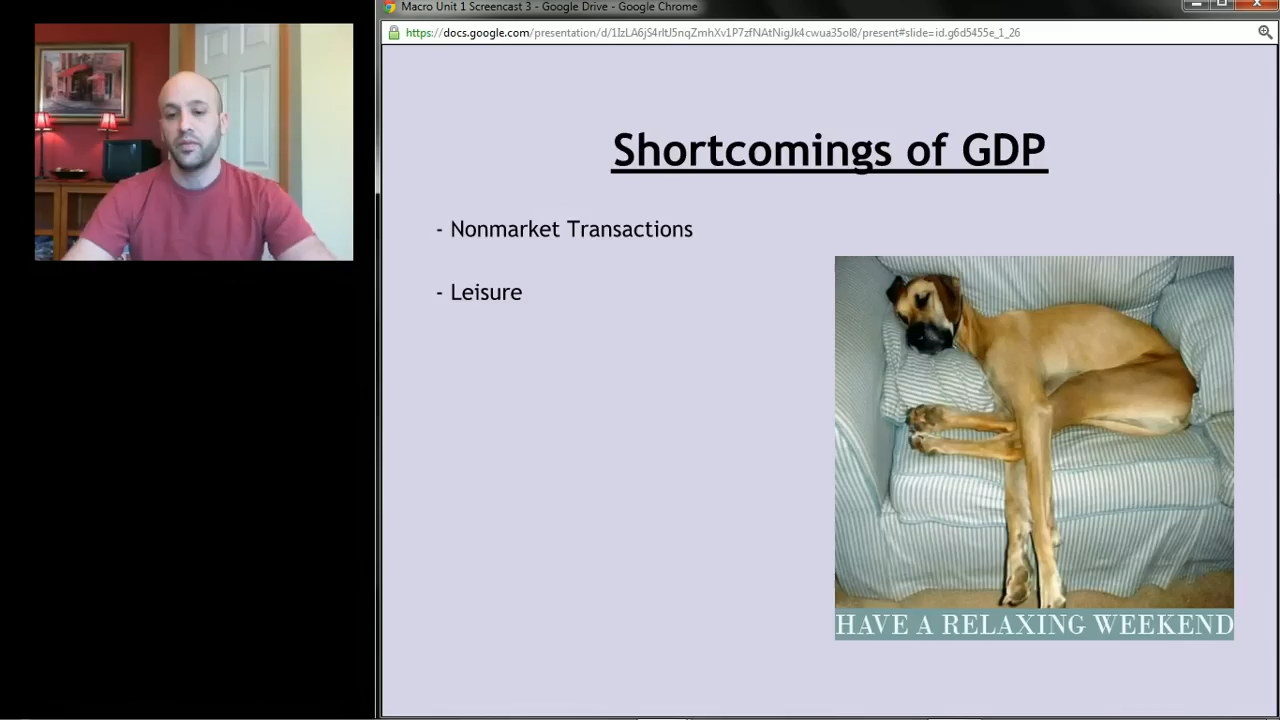 Macro Unit 1 Screencast 3 - Google Drive - Google Chrome
https://docs.google.com/presentation/d/1IzLA6jS4rltJ5nqZmhXv1P7zfNAtNigJk4cwua35ol8/present#slide=id.g6d5455e_1_26
Shortcomings of GDP
- Nonmarket Transactions
- Leisure
HAVE A RELAXING WEEKEND